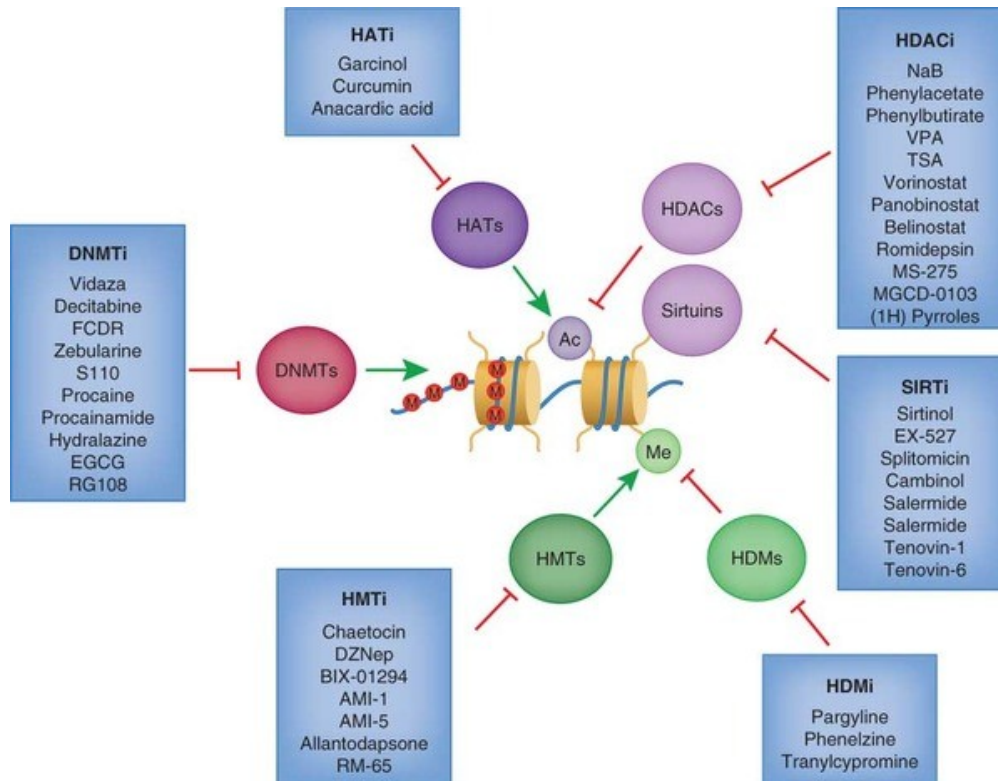 HATi
Garcinol
Curcumin
Anacardic acid
HDACi
NaB
Phenylacetate
Phenylbutirate
VPA
TSA
Vorinostat
Panobinostat
Belinostat
Romidepsin
MS-275
MGCD-0103
(1H) Pyrroles
HATs
HDACs
DNMTi
Vidaza
Decitabine
FCDR
Zebularine
S110
Procaine
Procainamide
Hydralazine
EGCG
RG108
DNMTs
Ac
Sirtuins
M
M
M
M
M
M
Me
SIRTi
Sirtinol
EX-527
Splitomicin
Cambinol
Salermide
Salermide
Tenovin-1
Tenovin-6
HMTs
HDMs
HMTi
Chaetocin
DZNep
BIX-01294
AMI-1
AMI-5
Allantodapsone
RM-65
HDMi
Pargyline
Phenelzine
Tranylcypromine